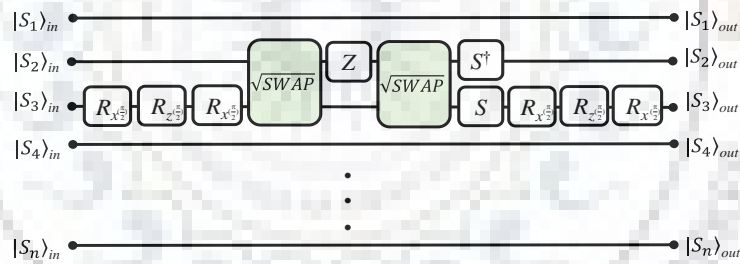 |S₁⟩in |S₁⟩out
|S₂⟩in √SWAP Z √SWAP S† |S₂⟩out
|S₃⟩in Rx(π/2) Rz(π/2) Rx(π/2) S Rx(π/2) Rz(π/2) Rx(π/2) |S₃⟩out
|S₄⟩in |S₄⟩out
|Sn⟩in |Sn⟩out